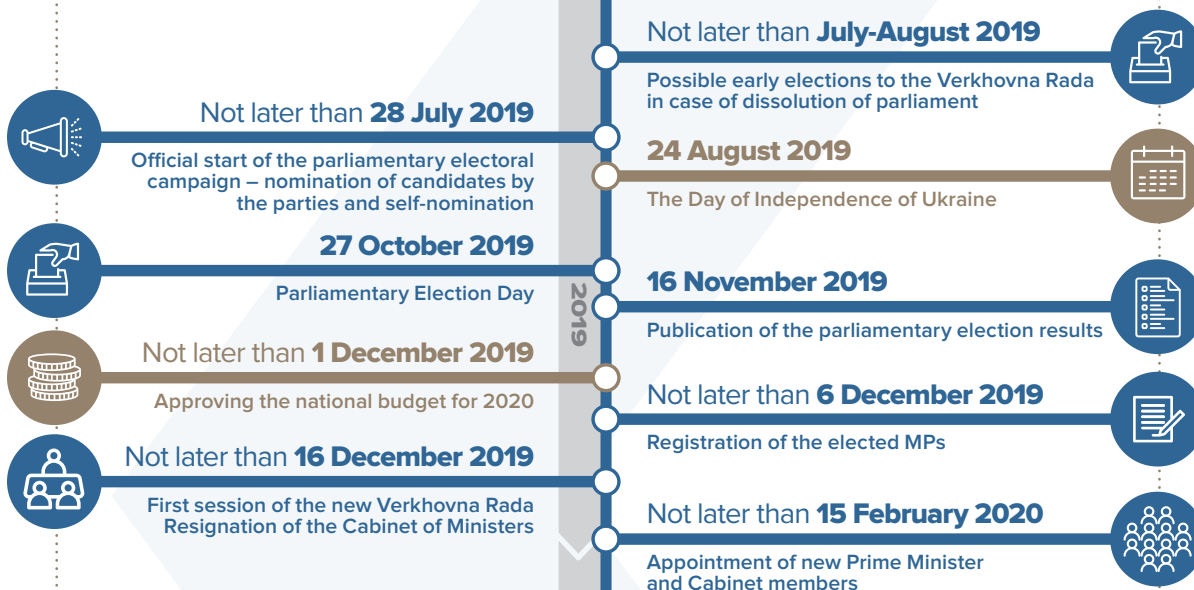 Not later than July-August 2019
Possible early elections to the Verkhovna Rada
in case of dissolution of parliament
Not later than 28 July 2019
Official start of the parliamentary electoral
campaign – nomination of candidates by
the parties and self-nomination
24 August 2019
The Day of Independence of Ukraine
27 October 2019
Parliamentary Election Day
2019
16 November 2019
Publication of the parliamentary election results
Not later than 1 December 2019
Approving the national budget for 2020
Not later than 6 December 2019
Registration of the elected MPs
Not later than 16 December 2019
First session of the new Verkhovna Rada
Resignation of the Cabinet of Ministers
Not later than 15 February 2020
Appointment of new Prime Minister
and Cabinet members